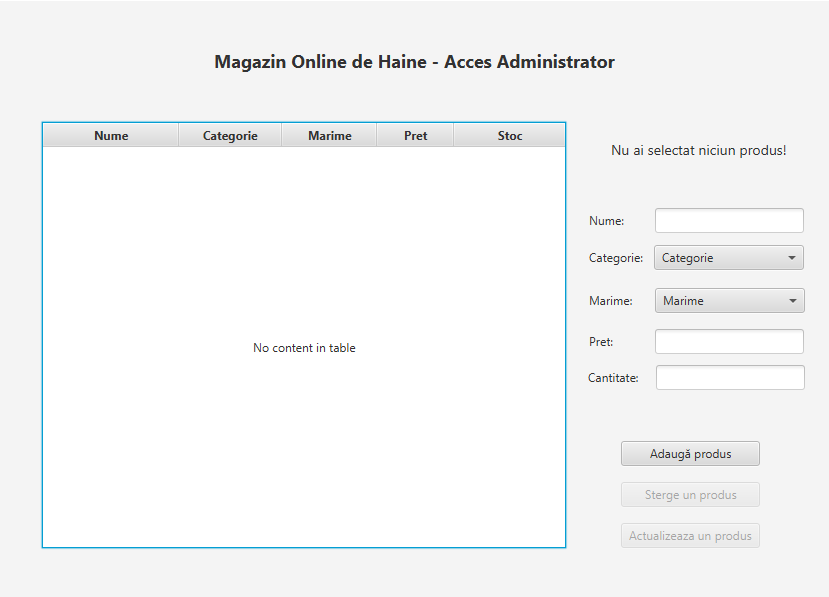 Magazin Online de Haine - Acces Administrator
Nume Categorie Marime Pret Stoc
No content in table
Nu ai selectat niciun produs!
Nume:
Categorie: Categorie
Marime: Marime
Pret:
Cantitate:
Adaugă produs
Sterge un produs
Actualizeaza un produs